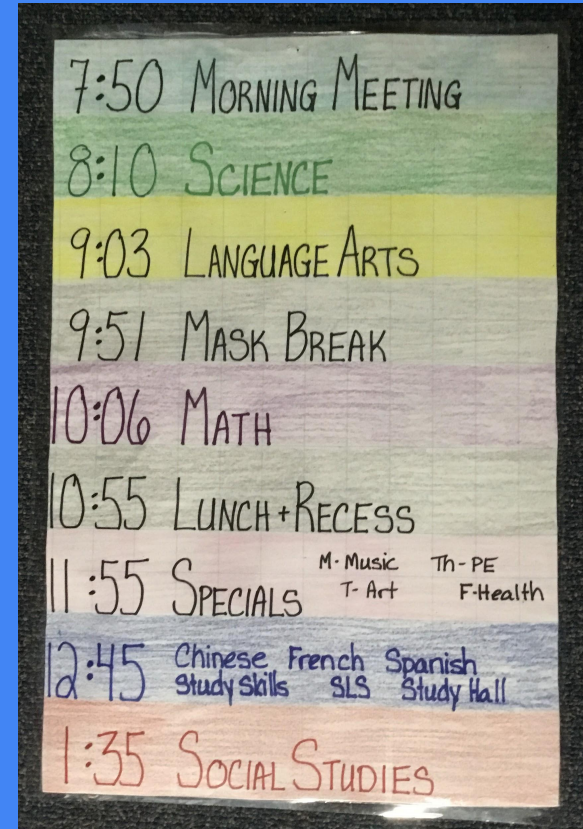 7:50 MORNING MEETING
8:10 SCIENCE
9:03 LANGUAGE ARTS
9:51 MASK BREAK
10:06 MATH
10:55 LUNCH + RECESS
11:55 SPECIALS M-Music Th-PE
T-Art F-Health
12:45 Chinese French Spanish
Study Skills SLS Study Hall
1:35 SOCIAL STUDIES